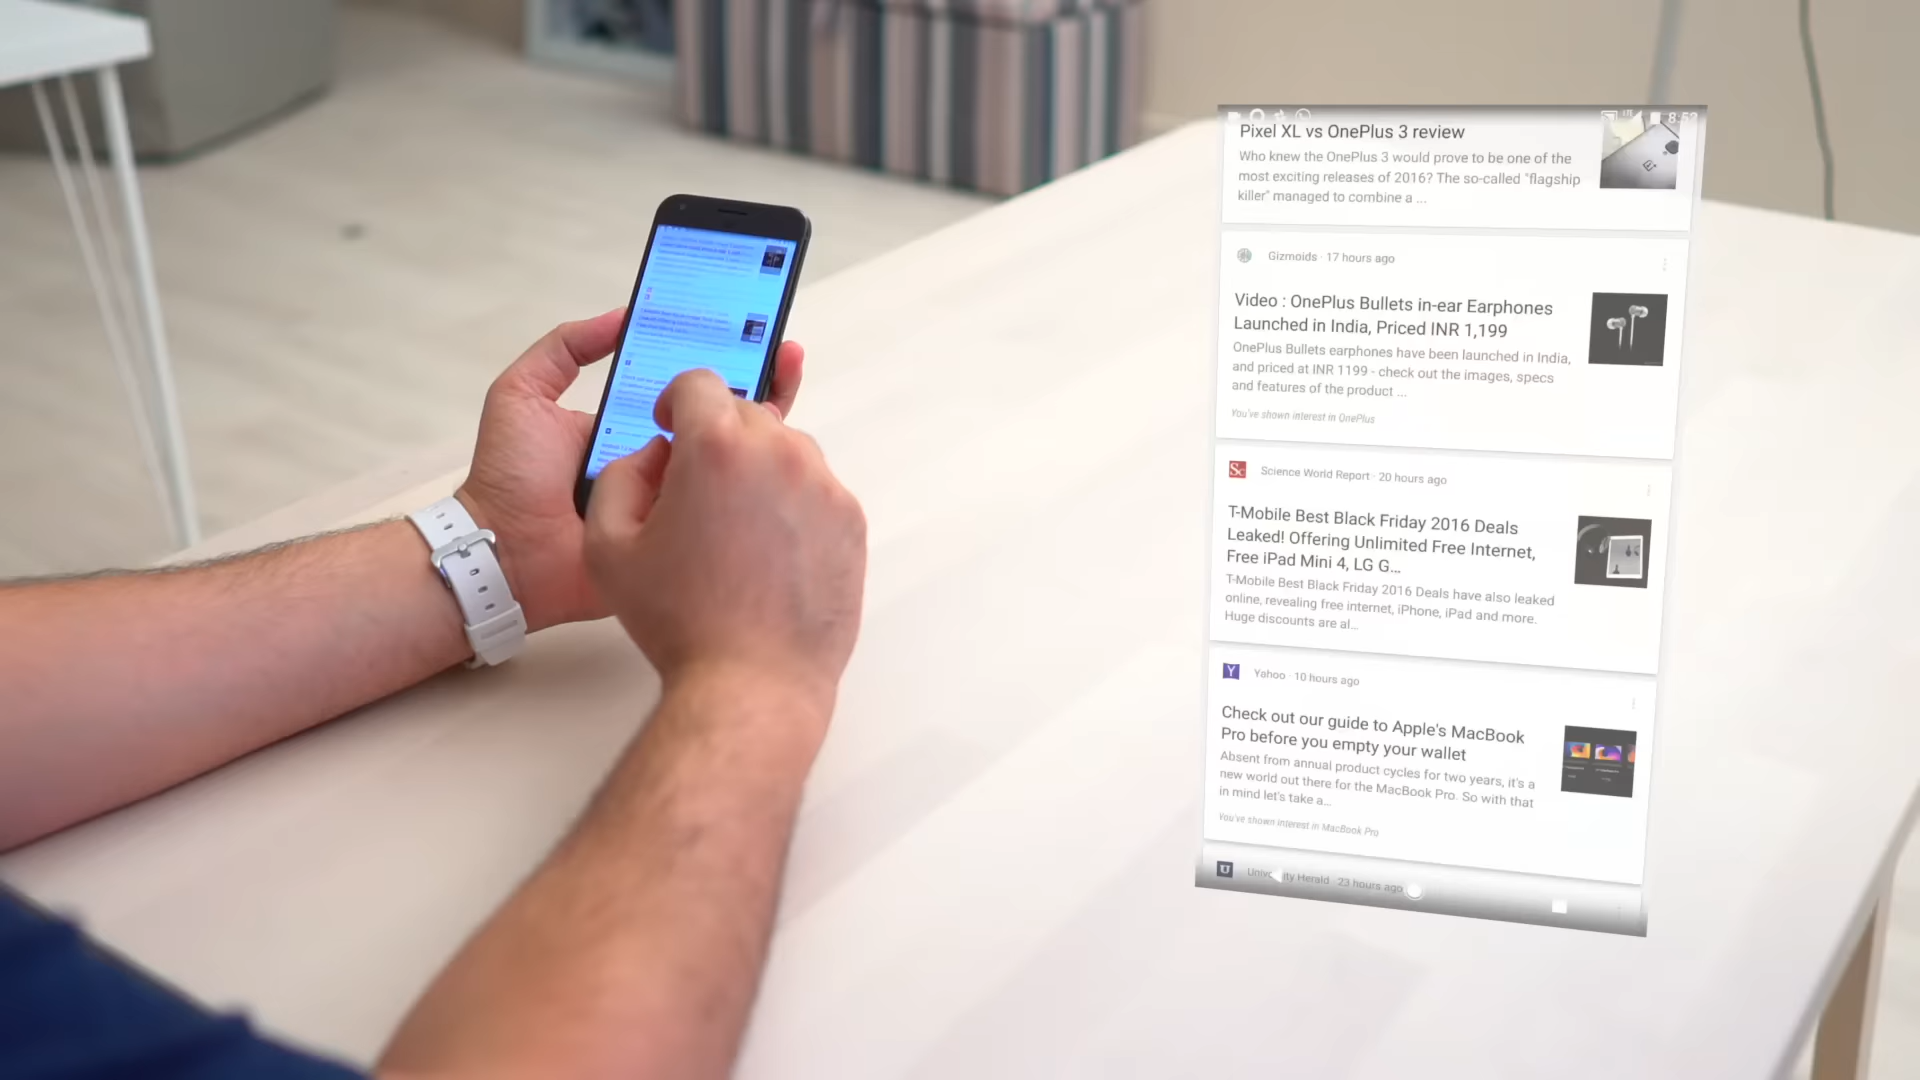 LTE 8:52
Pixel XL vs OnePlus 3 review
Who knew the OnePlus 3 would prove to be one of the
most exciting releases of 2016? The so-called "flagship
killer" managed to combine a ...
Gizmoids · 17 hours ago
Video : OnePlus Bullets in-ear Earphones
Launched in India, Priced INR 1,199
OnePlus Bullets earphones have been launched in India,
and priced at INR 1199 - check out the images, specs
and features of the product ...
You've shown interest in OnePlus
Sc
Science World Report · 20 hours ago
T-Mobile Best Black Friday 2016 Deals
Leaked! Offering Unlimited Free Internet,
Free iPad Mini 4, LG G...
T-Mobile Best Black Friday 2016 Deals have also leaked
online, revealing free internet, iPhone, iPad and more.
Huge discounts are al...
Y
Yahoo · 10 hours ago
Check out our guide to Apple's MacBook
Pro before you empty your wallet
Absent from annual product cycles for two years, it's a
new world out there for the MacBook Pro. So with that
in mind let's take a...
You've shown interest in MacBook Pro
U
University Herald · 23 hours ago